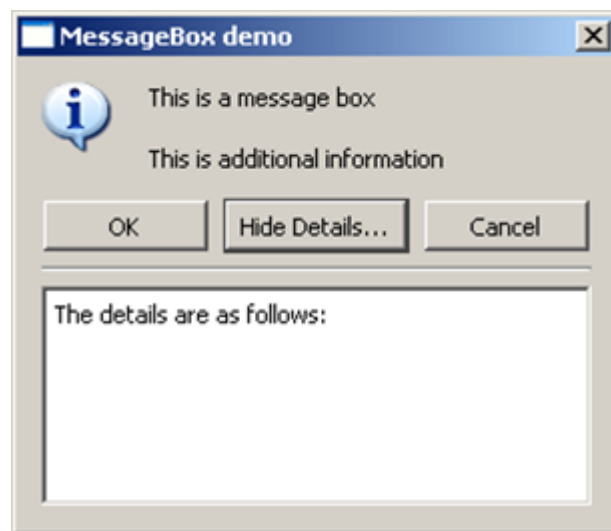 MessageBox demo
This is a message box
This is additional information
OK Hide Details... Cancel
The details are as follows: